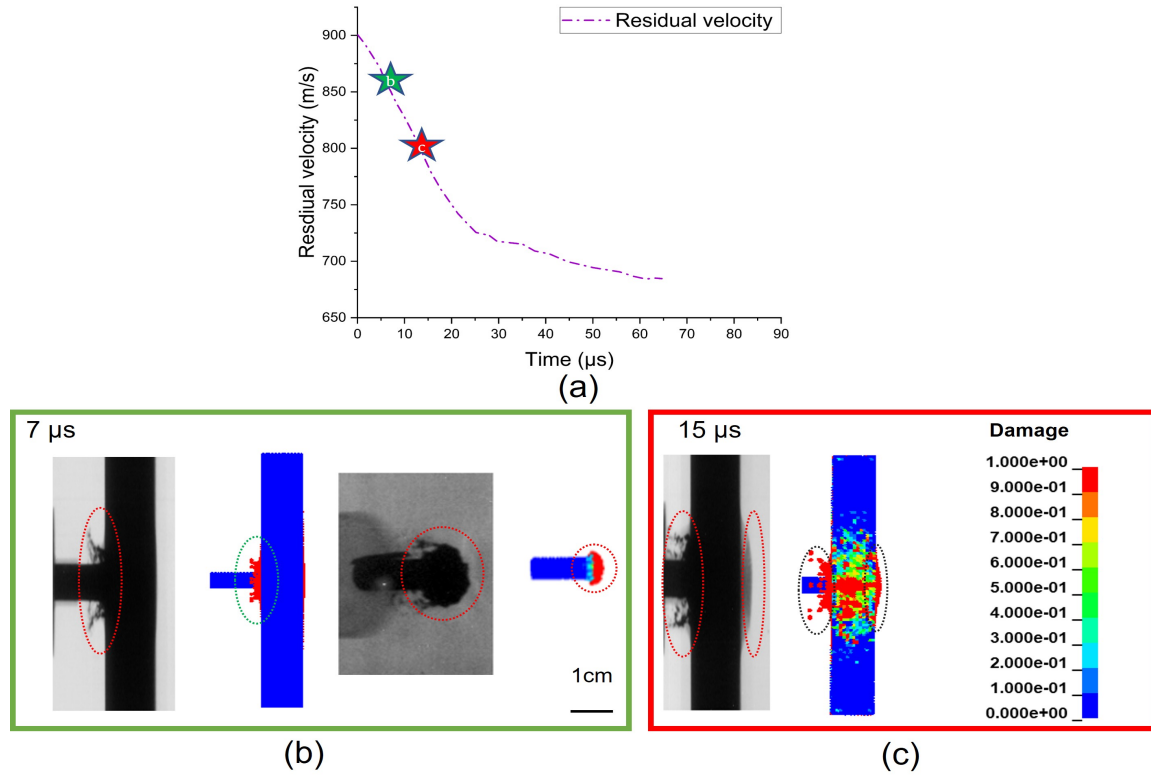 Residual velocity
900
850
800
750
700
650
Resdiual velocity (m/s)
b
c
0 10 20 30 40 50 60 70 80 90
Time (µs)
(a)
7 µs
1cm
(b)
15 µs
Damage
1.000e+00
9.000e-01
8.000e-01
7.000e-01
6.000e-01
5.000e-01
4.000e-01
3.000e-01
2.000e-01
1.000e-01
0.000e+00
(c)